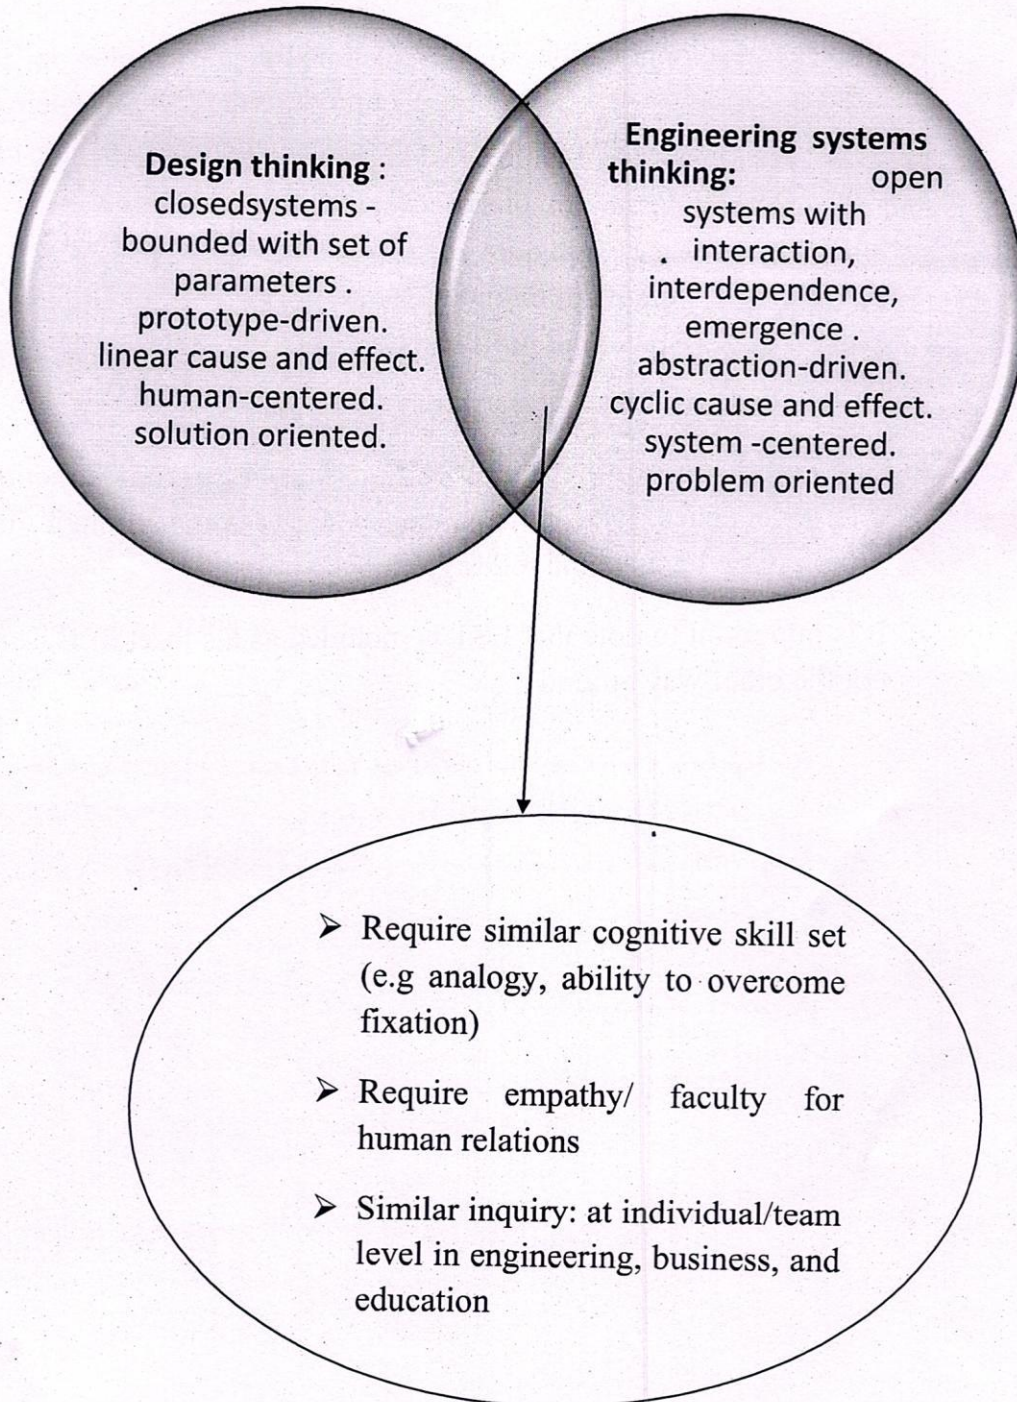 Design thinking :
closedsystems -
bounded with set of
parameters .
prototype-driven.
linear cause and effect.
human-centered.
solution oriented.
Engineering systems
thinking: open
systems with
interaction,
interdependence,
emergence .
abstraction-driven.
cyclic cause and effect.
system -centered.
problem oriented
➢ Require similar cognitive skill set
(e.g analogy, ability to overcome
fixation)
➢ Require empathy/ faculty for
human relations
➢ Similar inquiry: at individual/team
level in engineering, business, and
education